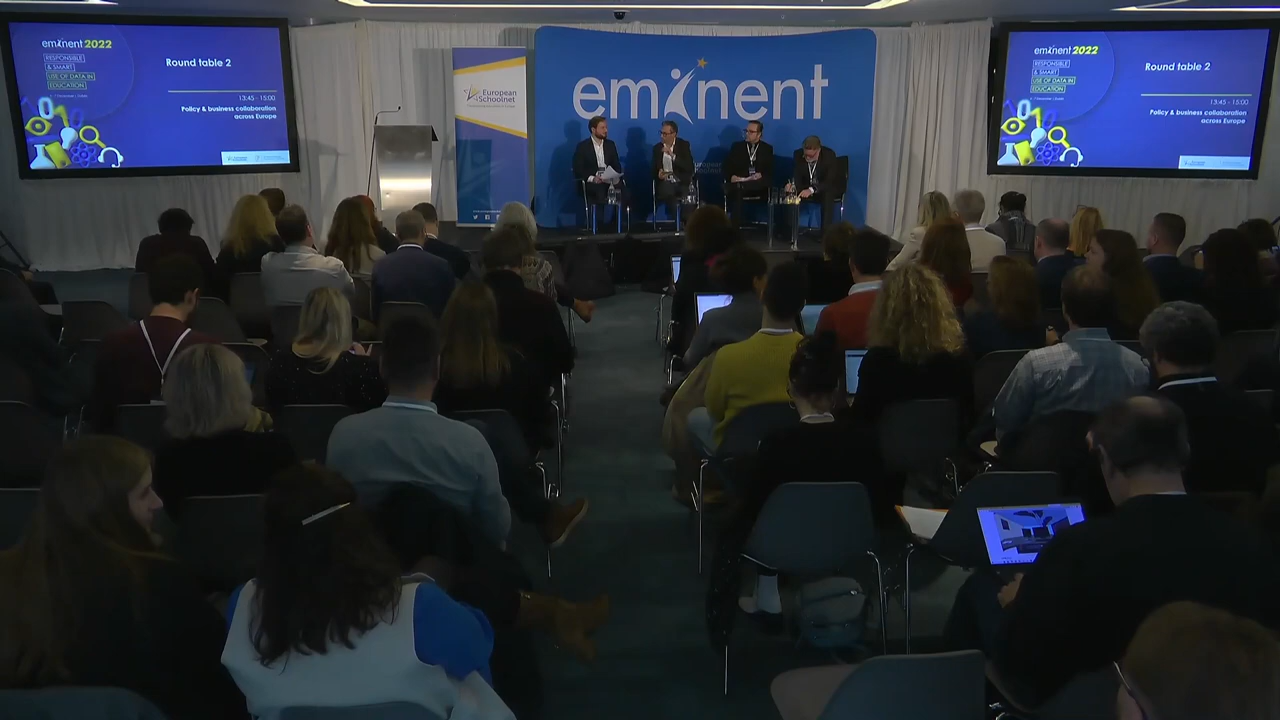 eminent 2022
RESPONSIBLE
& SMART
USE OF DATA IN
EDUCATION
Round table 2
13:45 - 15:00
Policy & business collaboration
across Europe
European
Schoolnet
eminent
eminent 2022
RESPONSIBLE
& SMART
USE OF DATA IN
EDUCATION
Round table 2
13:45 - 15:00
Policy & business collaboration
across Europe